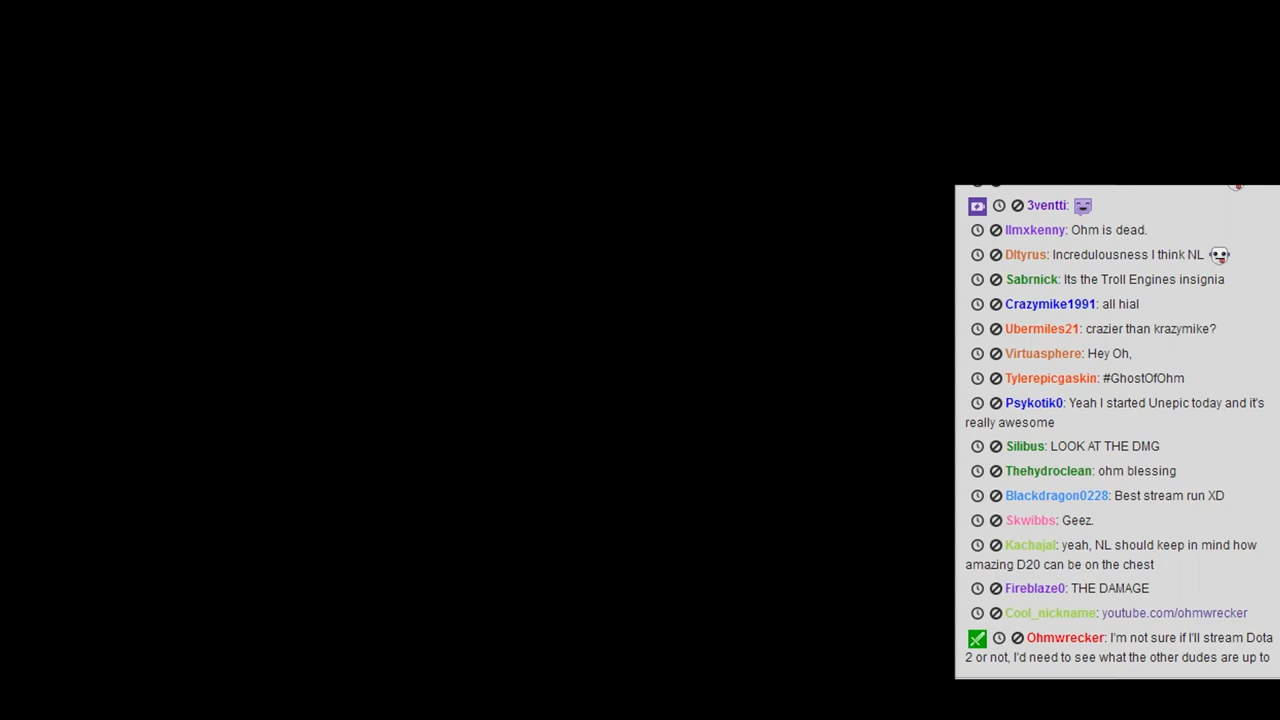 3ventti:
llmxkenny: Ohm is dead.
Dltyrus: Incredulousness I think NL
Sabrnick: Its the Troll Engines insignia
Crazymike1991: all hial
Ubermiles21: crazier than krazymike?
Virtuasphere: Hey Oh,
Tylerepicgaskin: #GhostOfOhm
Psykotik0: Yeah I started Unepic today and it's
really awesome
Silibus: LOOK AT THE DMG
Thehydroclean: ohm blessing
Blackdragon0228: Best stream run XD
Skwibbs: Geez.
Kachajal: yeah, NL should keep in mind how
amazing D20 can be on the chest
Fireblaze0: THE DAMAGE
Cool_nickname: youtube.com/ohmwrecker
Ohmwrecker: I'm not sure if I'll stream Dota
2 or not, I'd need to see what the other dudes are up to